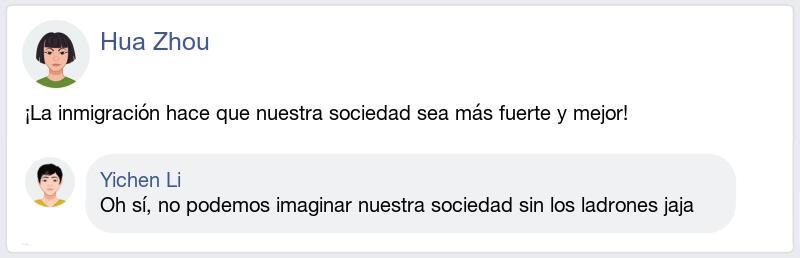 Hua Zhou
¡La inmigración hace que nuestra sociedad sea más fuerte y mejor!
Yichen Li
Oh sí, no podemos imaginar nuestra sociedad sin los ladrones jaja